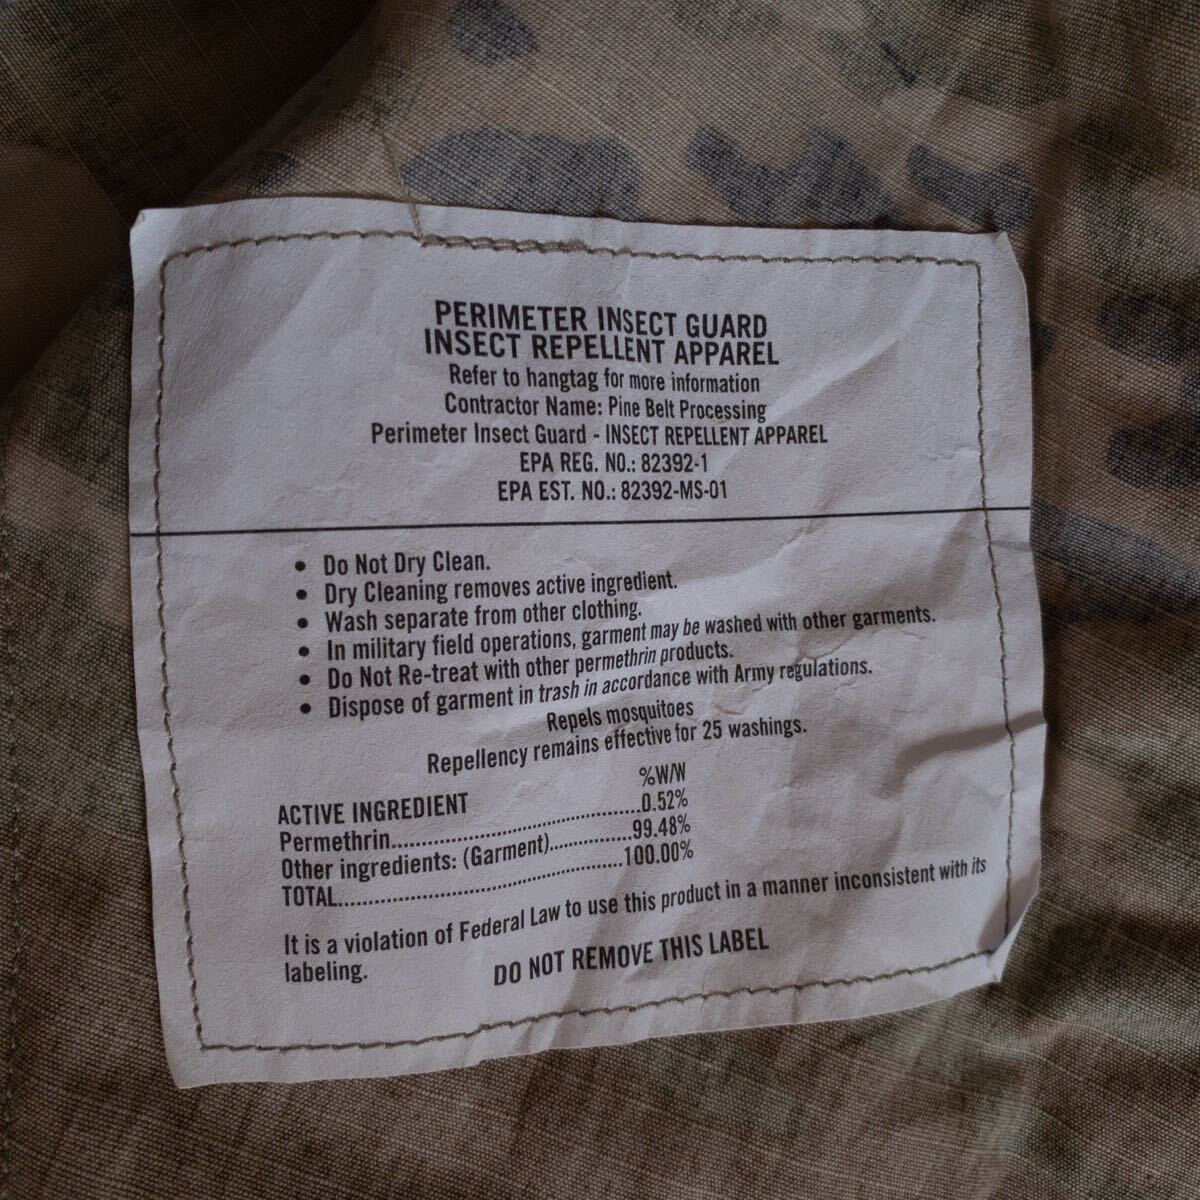 PERIMETER INSECT GUARD
INSECT REPELLENT APPAREL
Refer to hangtag for more information
Contractor Name: Pine Belt Processing
Perimeter Insect Guard - INSECT REPELLENT APPAREL
EPA REG. NO.: 82392-1
EPA EST. NO.: 82392-MS-01
• Do Not Dry Clean.
• Dry Cleaning removes active ingredient.
• Wash separate from other clothing.
• In military field operations, garment may be washed with other garments.
• Do Not Re-treat with other permethrin products.
• Dispose of garment in trash in accordance with Army regulations.
Repels mosquitoes
Repellency remains effective for 25 washings.
%W/W
ACTIVE INGREDIENT
Permethrin..........................................0.52%
Other ingredients: (Garment)..............99.48%
TOTAL................................................100.00%
It is a violation of Federal Law to use this product in a manner inconsistent with its
labeling.
DO NOT REMOVE THIS LABEL